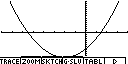 TRACE ZOOM SKTCH G-SLV TABL D